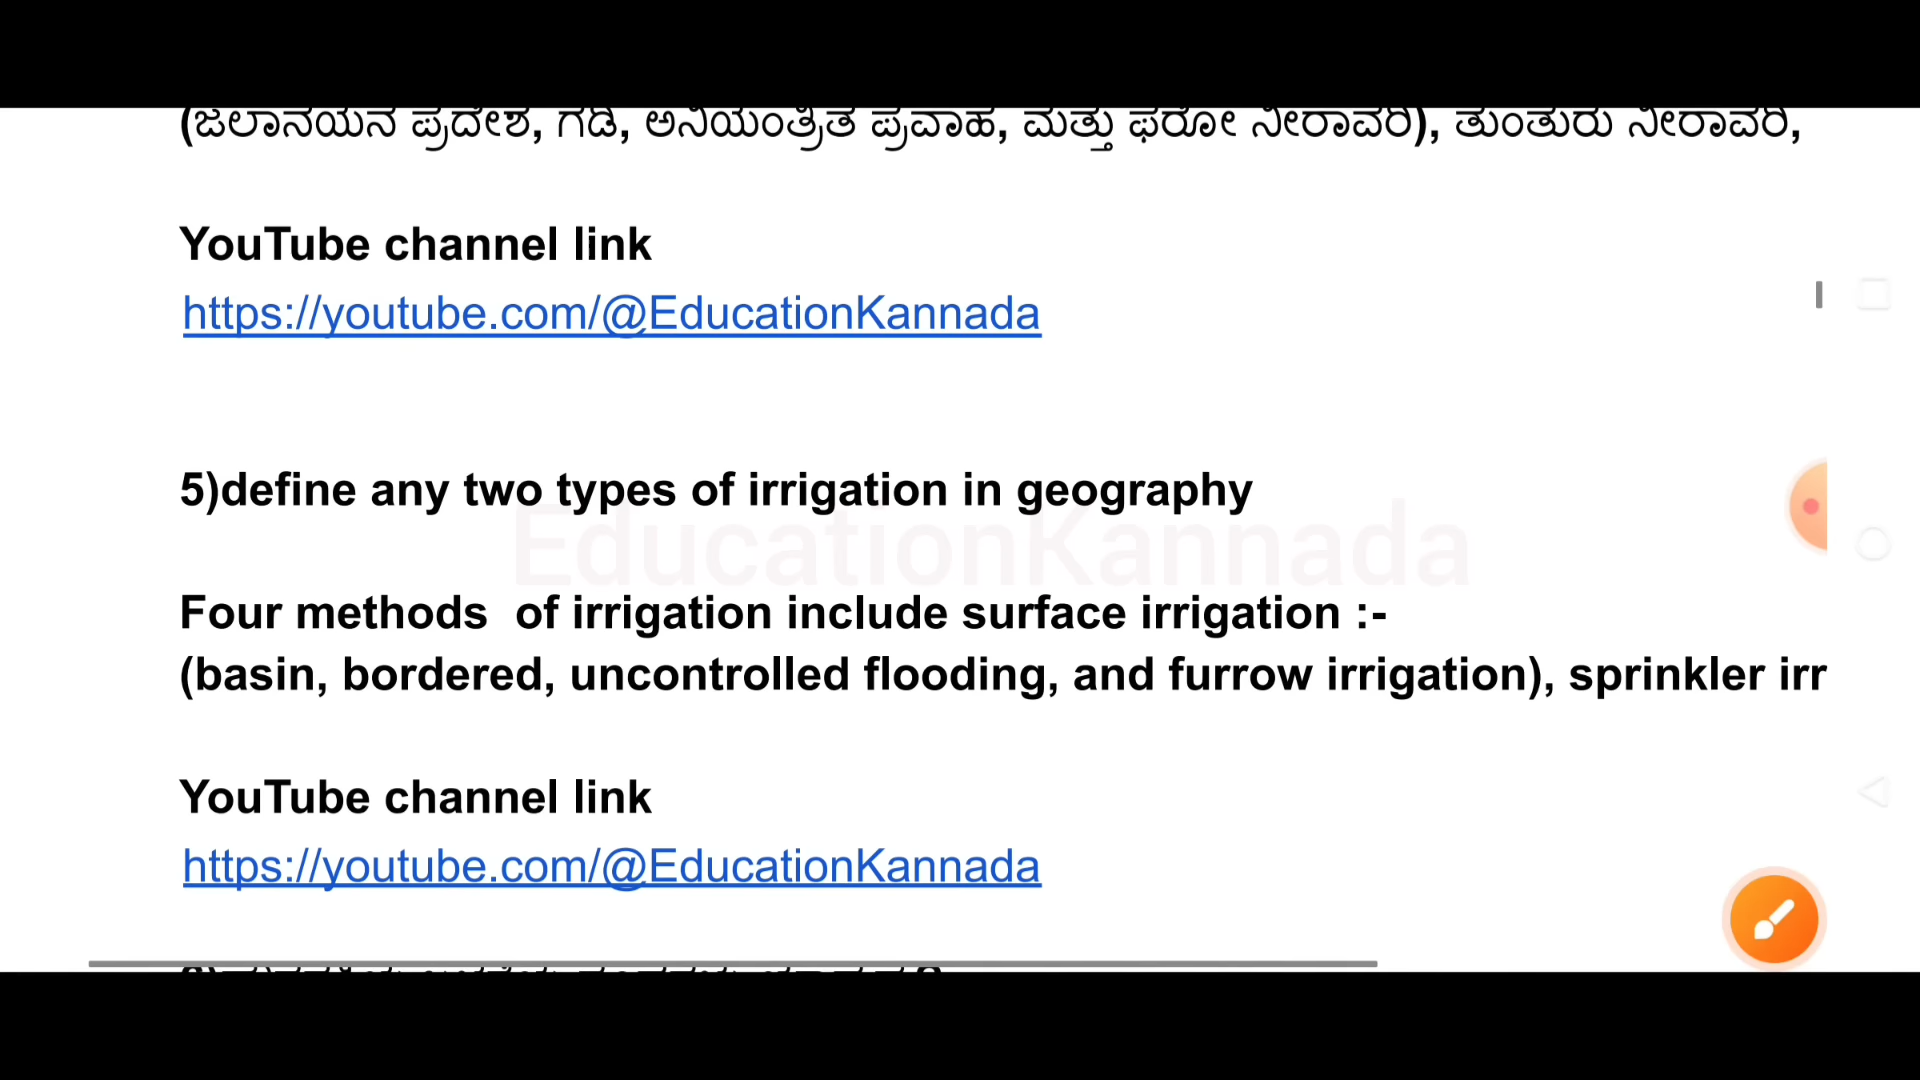 (ಜಲಾನಯನ ಪ್ರದೇಶ, ಗಡಿ, ಅನಿಯಂತ್ರಿತ ಪ್ರವಾಹ, ಮತ್ತು ಫರೋ ನೀರಾವರಿ), ತುಂತುರು ನೀರಾವರಿ,
YouTube channel link
https://youtube.com/@EducationKannada
5)define any two types of irrigation in geography
EducationKannada
Four methods  of irrigation include surface irrigation :-
(basin, bordered, uncontrolled flooding, and furrow irrigation), sprinkler irr
YouTube channel link
https://youtube.com/@EducationKannada